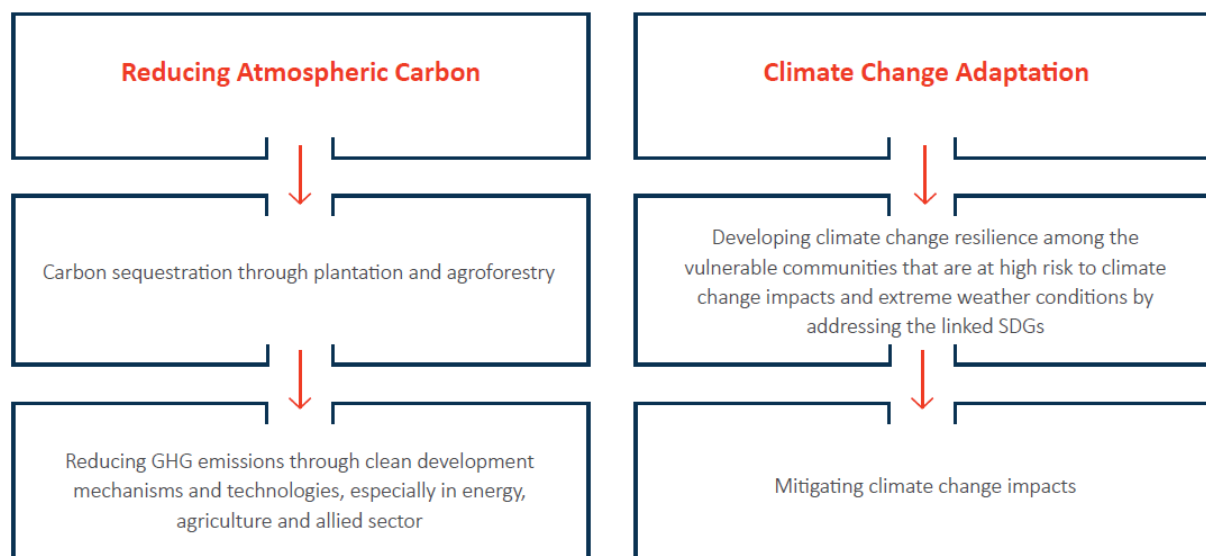 Reducing Atmospheric Carbon
Carbon sequestration through plantation and agroforestry
Reducing GHG emissions through clean development
mechanisms and technologies, especially in energy,
agriculture and allied sector
Climate Change Adaptation
Developing climate change resilience among the
vulnerable communities that are at high risk to climate
change impacts and extreme weather conditions by
addressing the linked SDGs
Mitigating climate change impacts